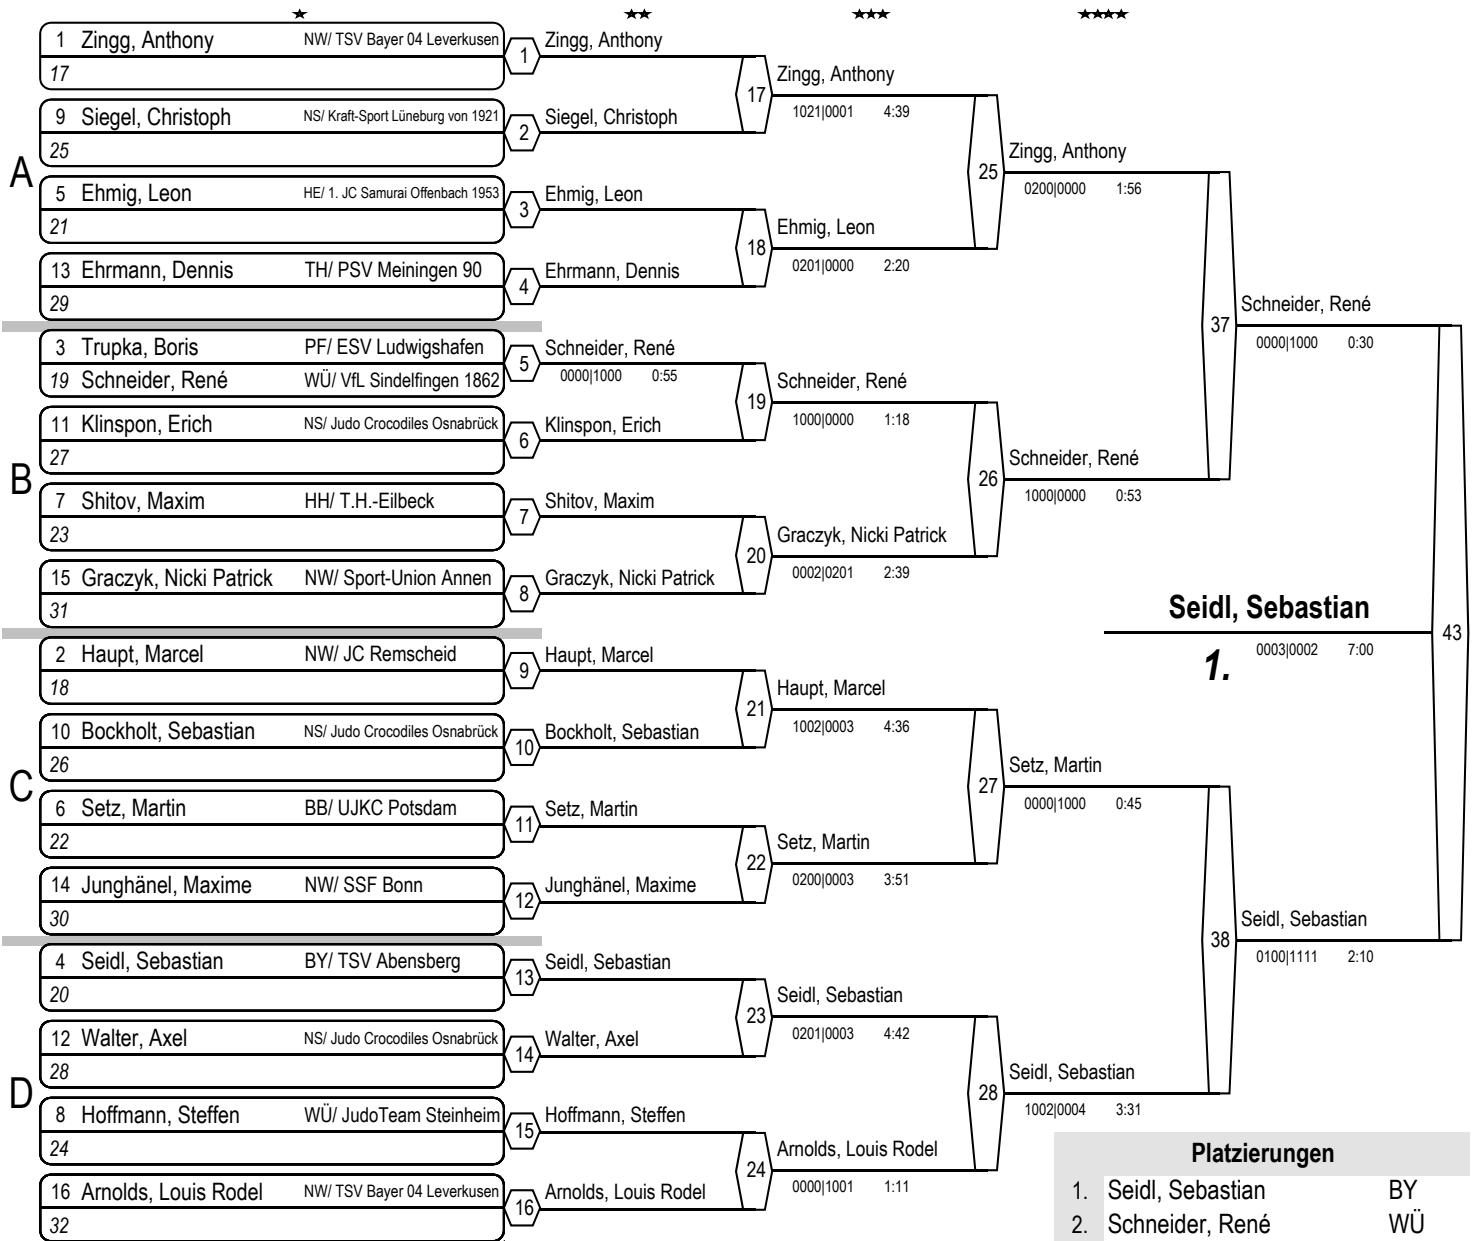 ★ ★★ ★★★ ★★★★
A
1 Zingg, Anthony NW/ TSV Bayer 04 Leverkusen
17
1
9 Siegel, Christoph NS/ Kraft-Sport Lüneburg von 1921
25
2
5 Ehmig, Leon HE/ 1. JC Samurai Offenbach 1953
21
3
13 Ehrmann, Dennis TH/ PSV Meiningen 90
29
4
B
3 Trupka, Boris PF/ ESV Ludwigshafen
19 Schneider, René WÜ/ VfL Sindelfingen 1862
5
11 Klinspon, Erich NS/ Judo Crocodiles Osnabrück
27
6
7 Shitov, Maxim HH/ T.H.-Eilbeck
23
7
15 Graczyk, Nicki Patrick NW/ Sport-Union Annen
31
8
C
2 Haupt, Marcel NW/ JC Remscheid
18
9
10 Bockholt, Sebastian NS/ Judo Crocodiles Osnabrück
26
10
6 Setz, Martin BB/ UJKC Potsdam
22
11
14 Junghänel, Maxime NW/ SSF Bonn
30
12
D
4 Seidl, Sebastian BY/ TSV Abensberg
20
13
12 Walter, Axel NS/ Judo Crocodiles Osnabrück
28
14
8 Hoffmann, Steffen WÜ/ JudoTeam Steinheim
24
15
16 Arnolds, Louis Rodel NW/ TSV Bayer 04 Leverkusen
32
16
Zingg, Anthony
Siegel, Christoph
17
Ehmig, Leon
Ehrmann, Dennis
18
Schneider, René
0000|1000 0:55
Klinspon, Erich
19
Shitov, Maxim
Graczyk, Nicki Patrick
20
Haupt, Marcel
Bockholt, Sebastian
21
Setz, Martin
Junghänel, Maxime
22
Seidl, Sebastian
Walter, Axel
23
Hoffmann, Steffen
Arnolds, Louis Rodel
24
Zingg, Anthony
1021|0001 4:39
Ehmig, Leon
0201|0000 2:20
25
Schneider, René
1000|0000 1:18
Graczyk, Nicki Patrick
0002|0201 2:39
26
Haupt, Marcel
1002|0003 4:36
Setz, Martin
0200|0003 3:51
27
Seidl, Sebastian
0201|0003 4:42
Arnolds, Louis Rodel
0000|1001 1:11
28
Zingg, Anthony
0200|0000 1:56
Schneider, René
1000|0000 0:53
37
Setz, Martin
0000|1000 0:45
Seidl, Sebastian
1002|0004 3:31
38
Schneider, René
0000|1000 0:30
Seidl, Sebastian
0100|1111 2:10
43
Seidl, Sebastian
1. 0003|0002 7:00
Platzierungen
1. Seidl, Sebastian BY
2. Schneider, René WÜ